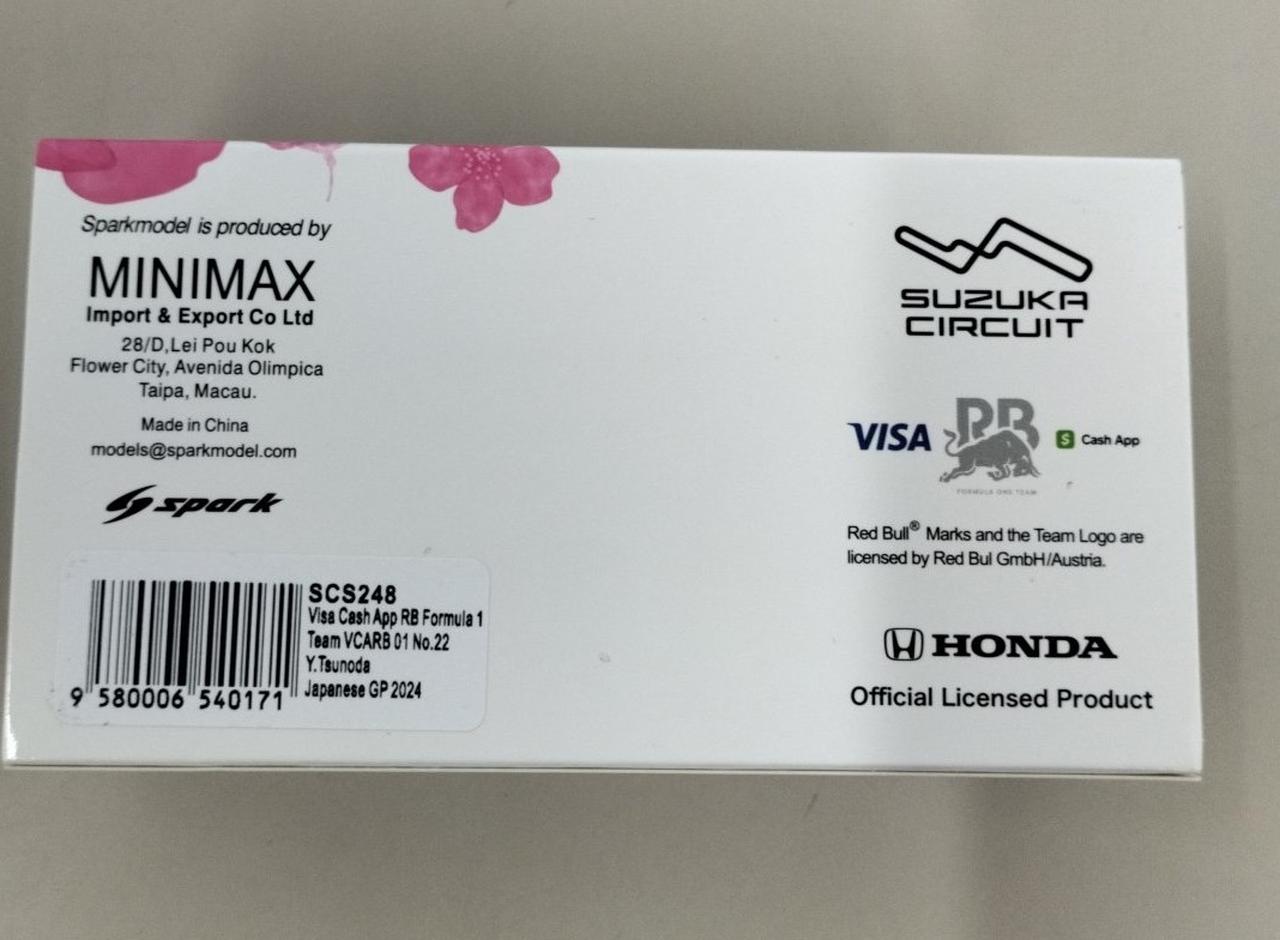 Sparkmodel is produced by
MINIMAX
Import & Export Co Ltd
28/D,Lei Pou Kok
Flower City, Avenida Olimpica
Taipa, Macau.
Made in China
models@sparkmodel.com
spark
SCS248
Visa Cash App RB Formula 1
Team VCARB 01 No.22
Y.Tsunoda
Japanese GP 2024
9 580006 540171
SUZUKA
CIRCUIT
VISA
RB
FORMULA ONE TEAM
$ Cash App
Red Bull® Marks and the Team Logo are
licensed by Red Bul GmbH/Austria.
HONDA
Official Licensed Product